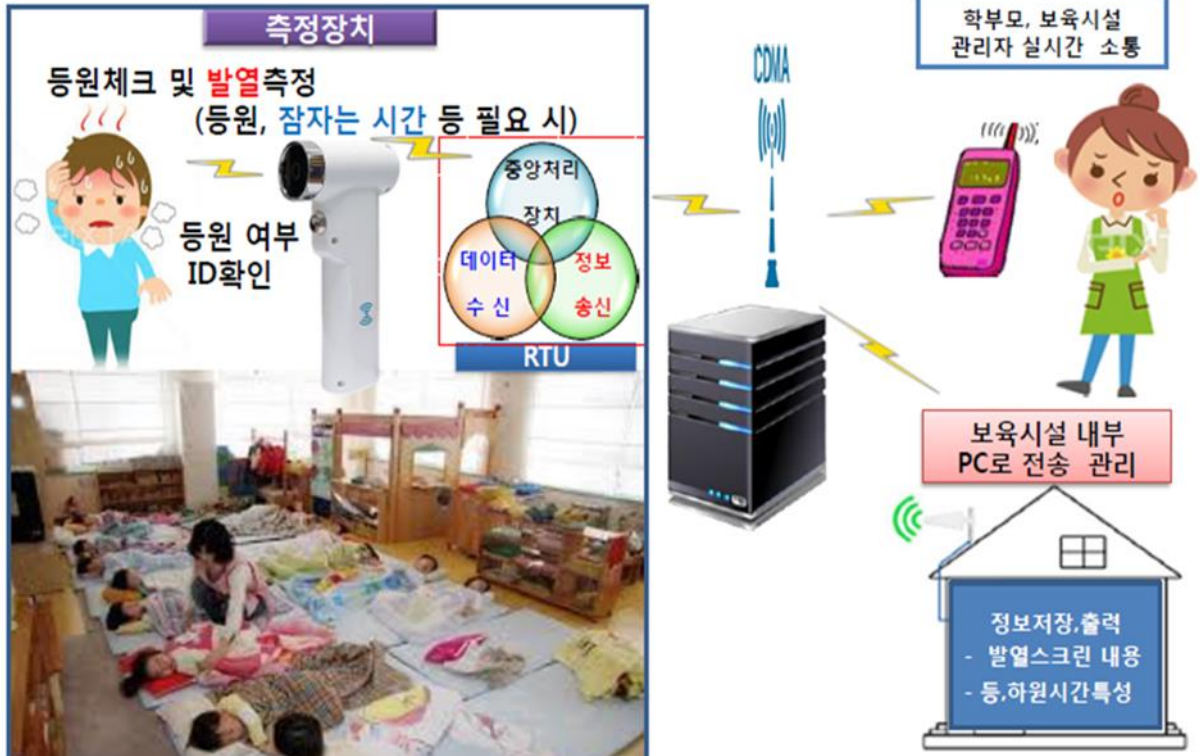 측정장치
등원체크 및 발열측정
(등원, 잠자는 시간 등 필요 시)
등원 여부
ID확인
중앙처리
장치
데이터
수 신
정보
송신
RTU
CDMA
학부모, 보육시설
관리자 실시간 소통
보육시설 내부
PC로 전송 관리
정보저장,출력
- 발열스크린 내용
- 등,하원시간특성